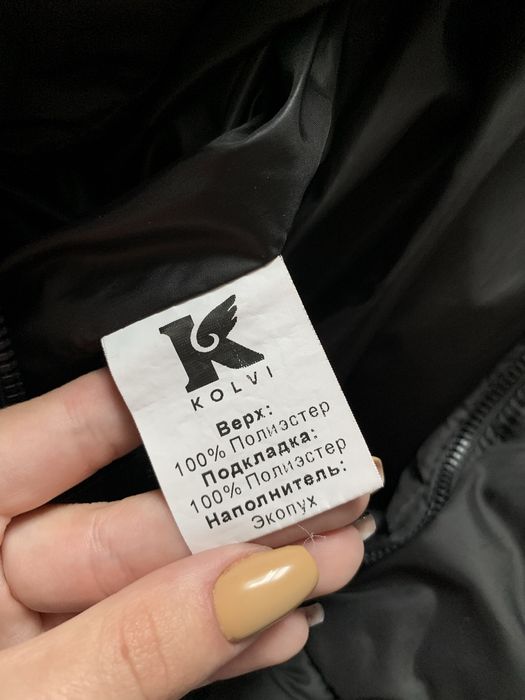 K
KOLVI
Верх:
100% Полиэстер
Подкладка:
100% Полиэстер
Наполнитель:
Экопух